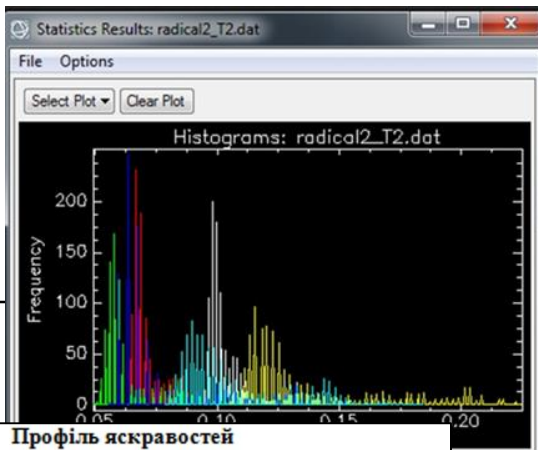 Statistics Results: radical2_T2.dat
File Options
Select Plot Clear Plot
Histograms: radical2_T2.dat
Frequency
200
150
100
50
0
0.05 0.10 0.15 0.20
Профіль яскравостей